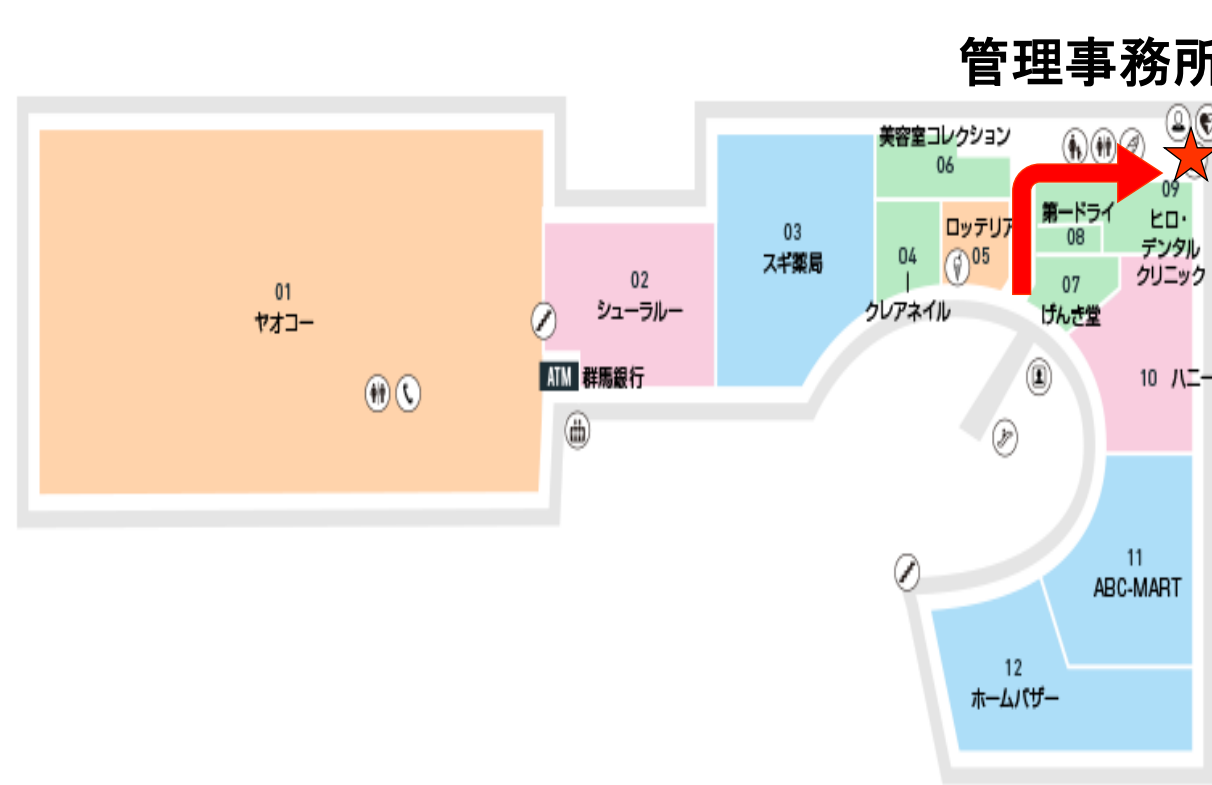 管理事務所
美容室コレクション
06
09
ヒロ・
デンタル
クリニック
第一ドライ
08
ロッテリア
05
03
スギ薬局
04
クレアネイル
07
げんき堂
02
シューラルー
01
ヤオコー
ATM 群馬銀行
10 ハニー
11
ABC-MART
12
ホームバザー